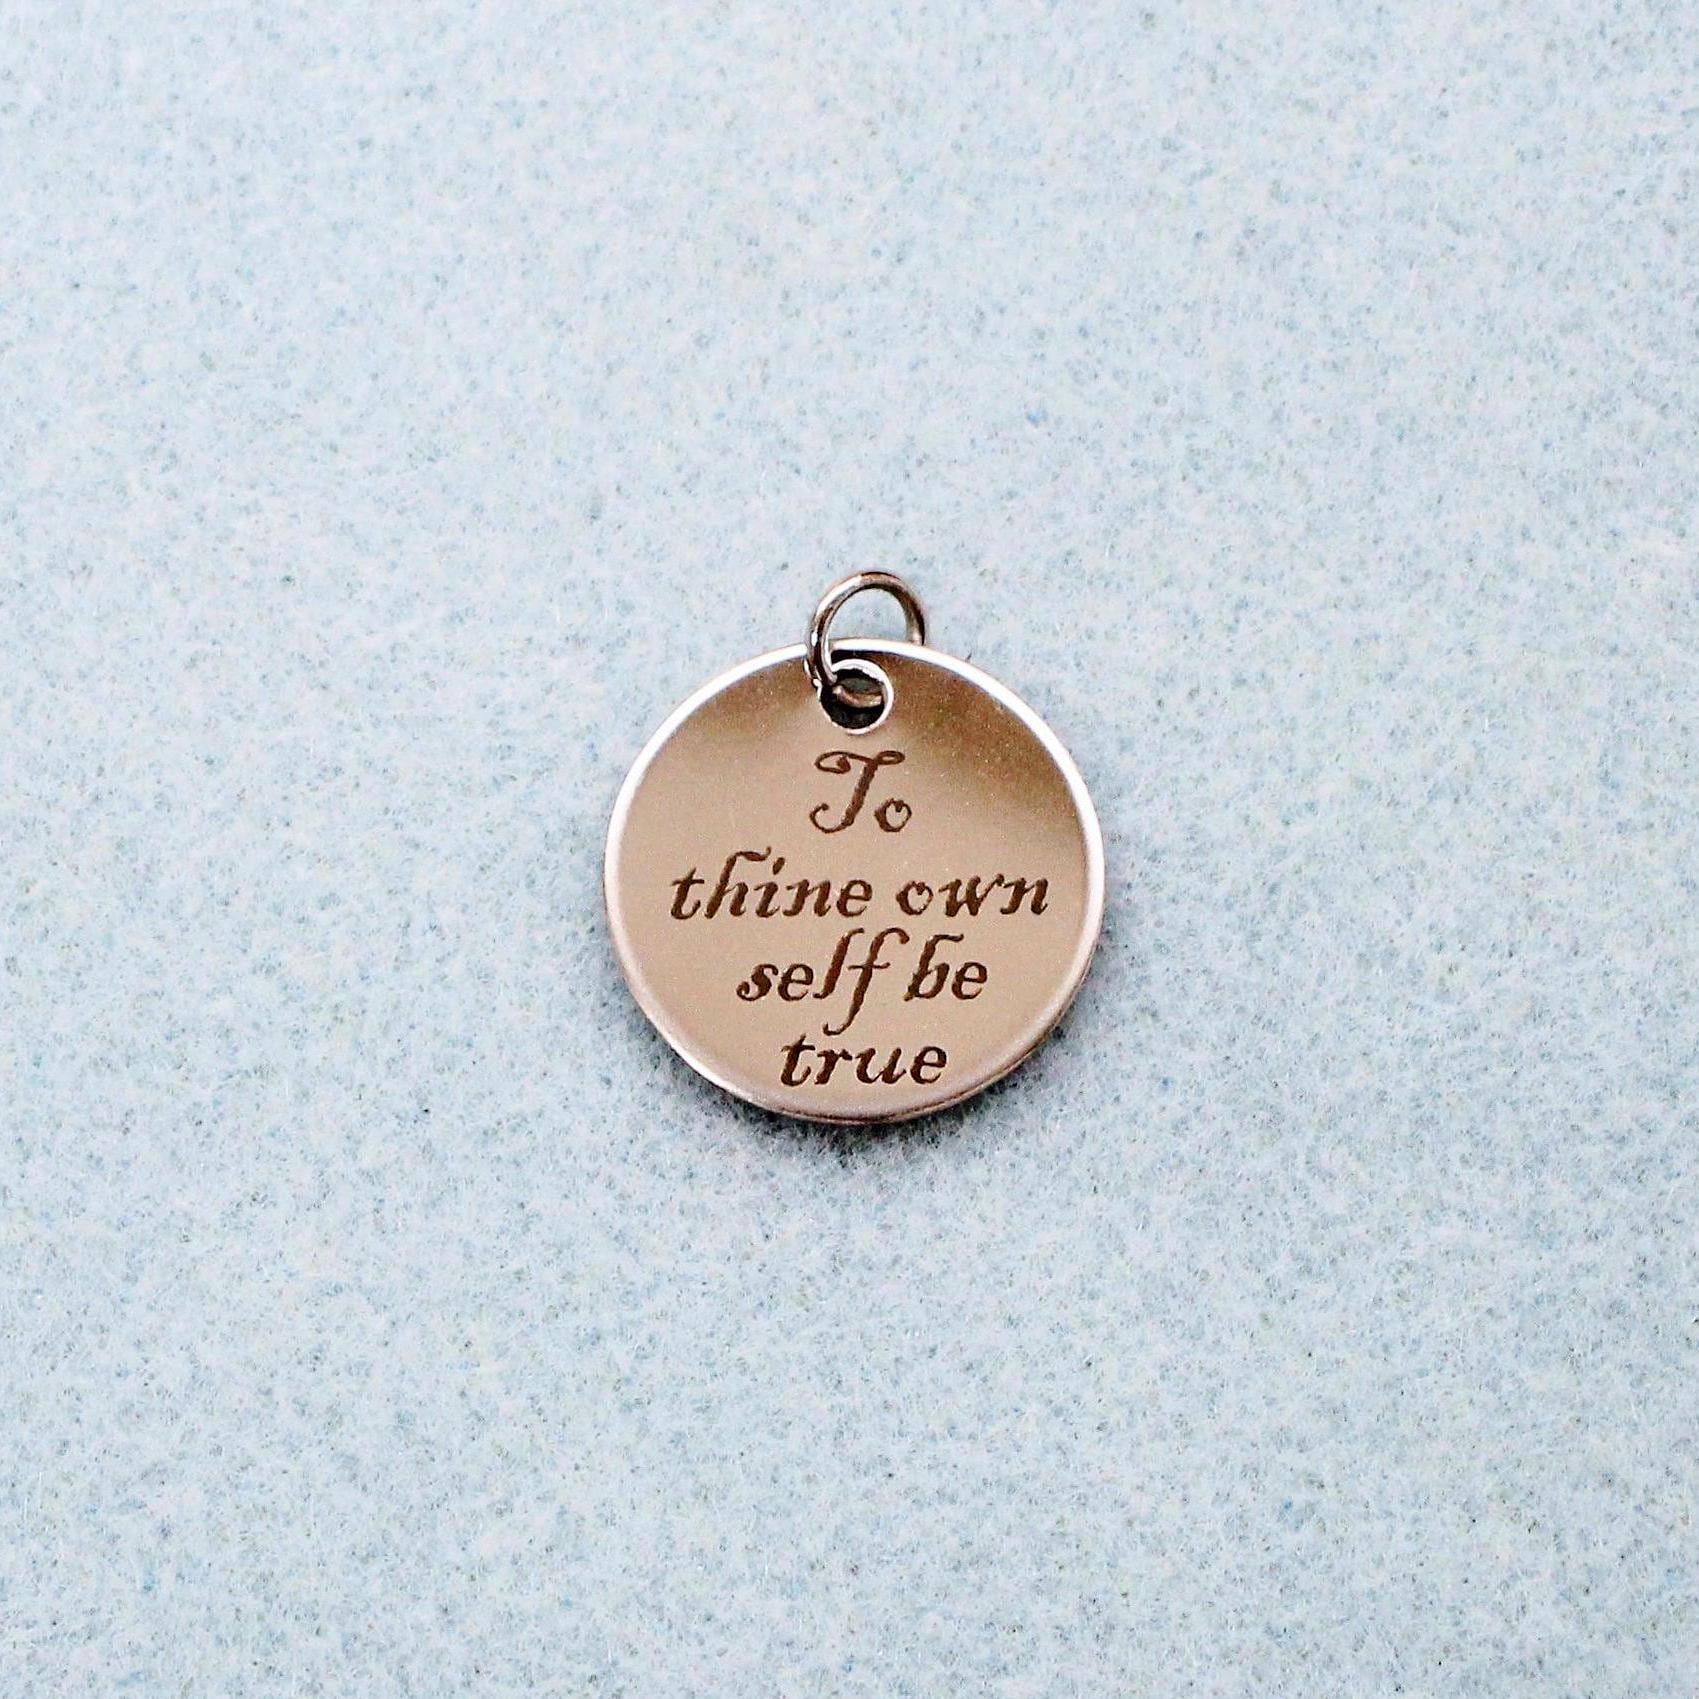 To
thine own
self be
true